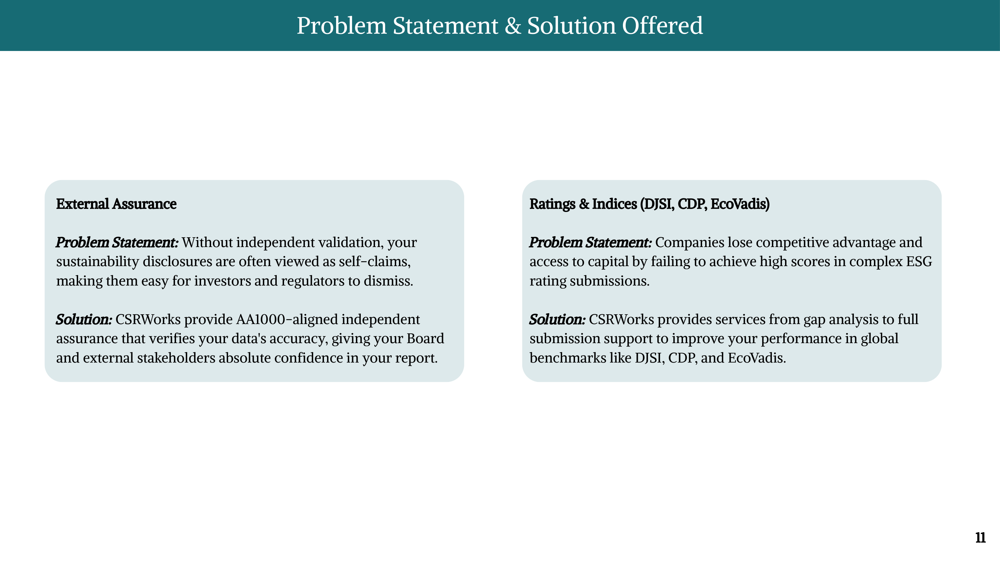 Problem Statement & Solution Offered
External Assurance
Problem Statement: Without independent validation, your
sustainability disclosures are often viewed as self-claims,
making them easy for investors and regulators to dismiss.
Solution: CSRWorks provide AA1000-aligned independent
assurance that verifies your data's accuracy, giving your Board
and external stakeholders absolute confidence in your report.
Ratings & Indices (DJSI, CDP, EcoVadis)
Problem Statement: Companies lose competitive advantage and
access to capital by failing to achieve high scores in complex ESG
rating submissions.
Solution: CSRWorks provides services from gap analysis to full
submission support to improve your performance in global
benchmarks like DJSI, CDP, and EcoVadis.
11